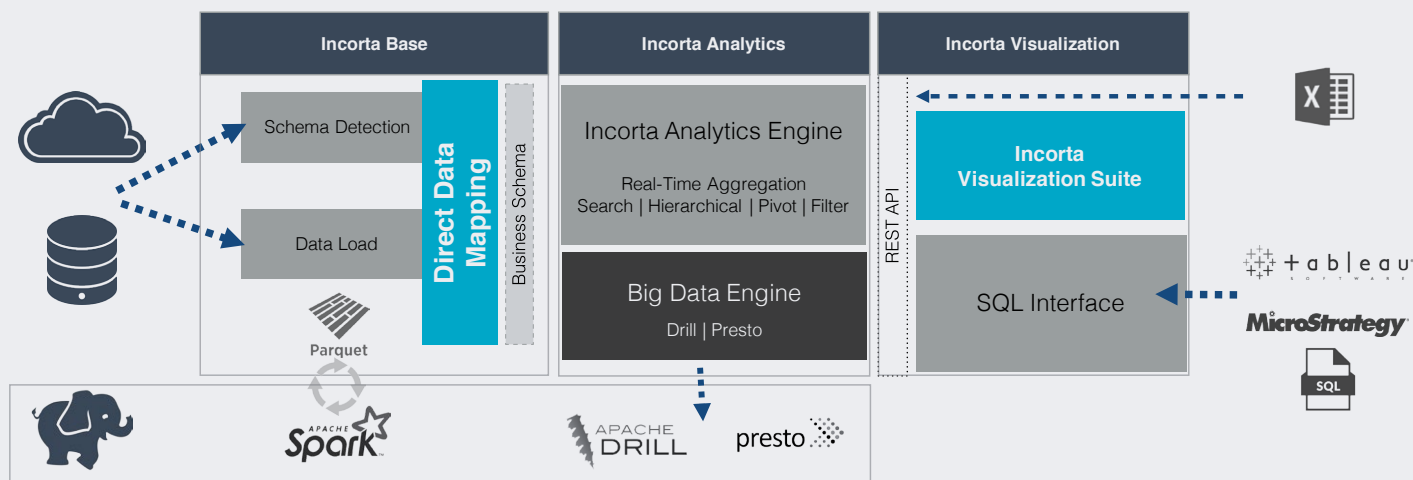 Incorta Base
Incorta Analytics
Incorta Visualization
Schema Detection
Data Load
Direct Data
Mapping
Business Schema
Parquet
Incorta Analytics Engine
Real-Time Aggregation
Search | Hierarchical | Pivot | Filter
Big Data Engine
Drill | Presto
REST API
Incorta
Visualization Suite
SQL Interface
X
+ a b l e a u
S O F T W A R E
MicroStrategy
SQL
APACHE
Spark
APACHE
DRILL
presto